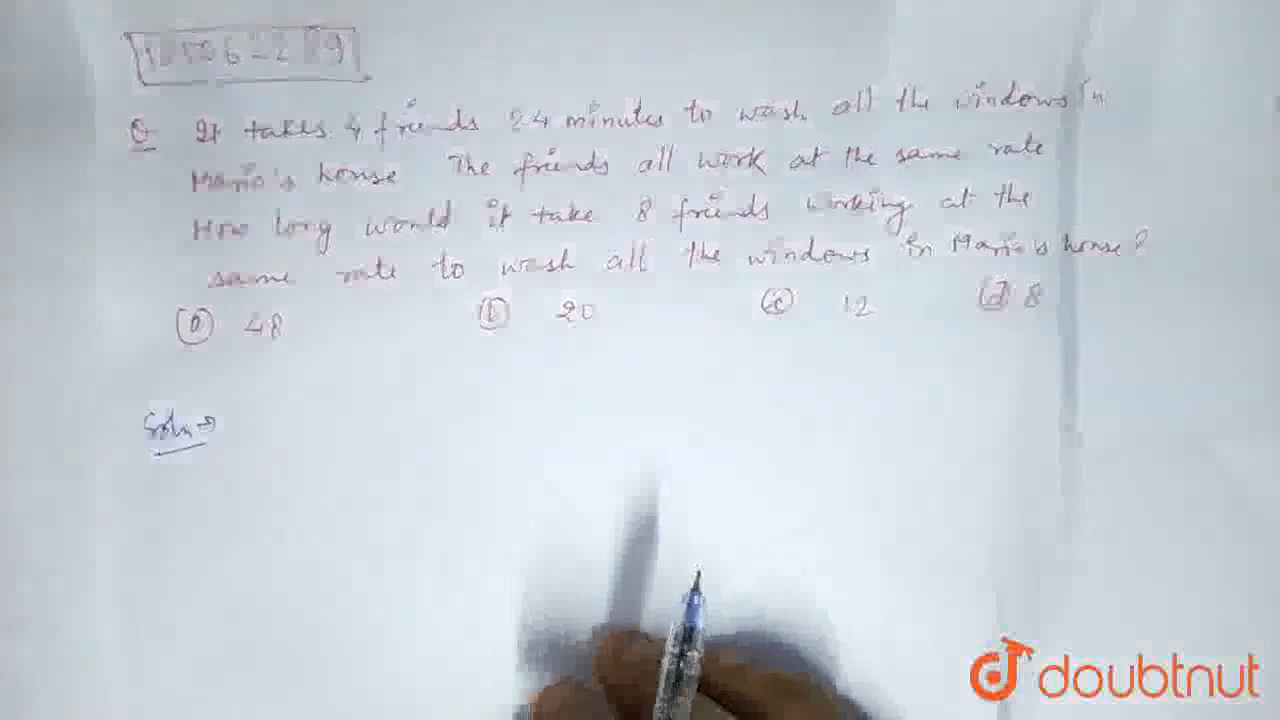 Q It takes 4 friends 24 minutes to wash all the windows in
Mario's house The friends all work at the same rate
How long would it take 8 friends working at the
same rate to wash all the windows in Mario's house?
(a) 48 (b) 20 (c) 12 (d) 8
Soln →
doubtnut